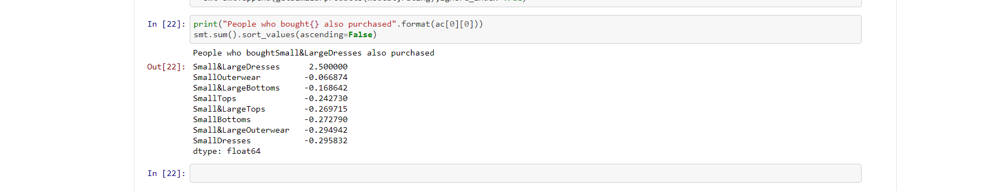 In [22]: print("People who bought{} also purchased".format(ac[0][0]))
smt.sum().sort_values(ascending=False)
People who boughtSmall&LargeDresses also purchased
Out[22]: Small&LargeDresses 2.500000
SmallOuterwear -0.066874
Small&LargeBottoms -0.168642
SmallTops -0.242730
Small&LargeTops -0.269715
SmallBottoms -0.272790
Small&LargeOuterwear -0.294942
SmallDresses -0.295832
dtype: float64
In [22]: